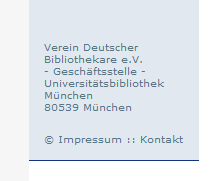 Verein Deutscher
Bibliothekare e.V.
- Geschäftsstelle -
Universitätsbibliothek
München
80539 München
© Impressum :: Kontakt